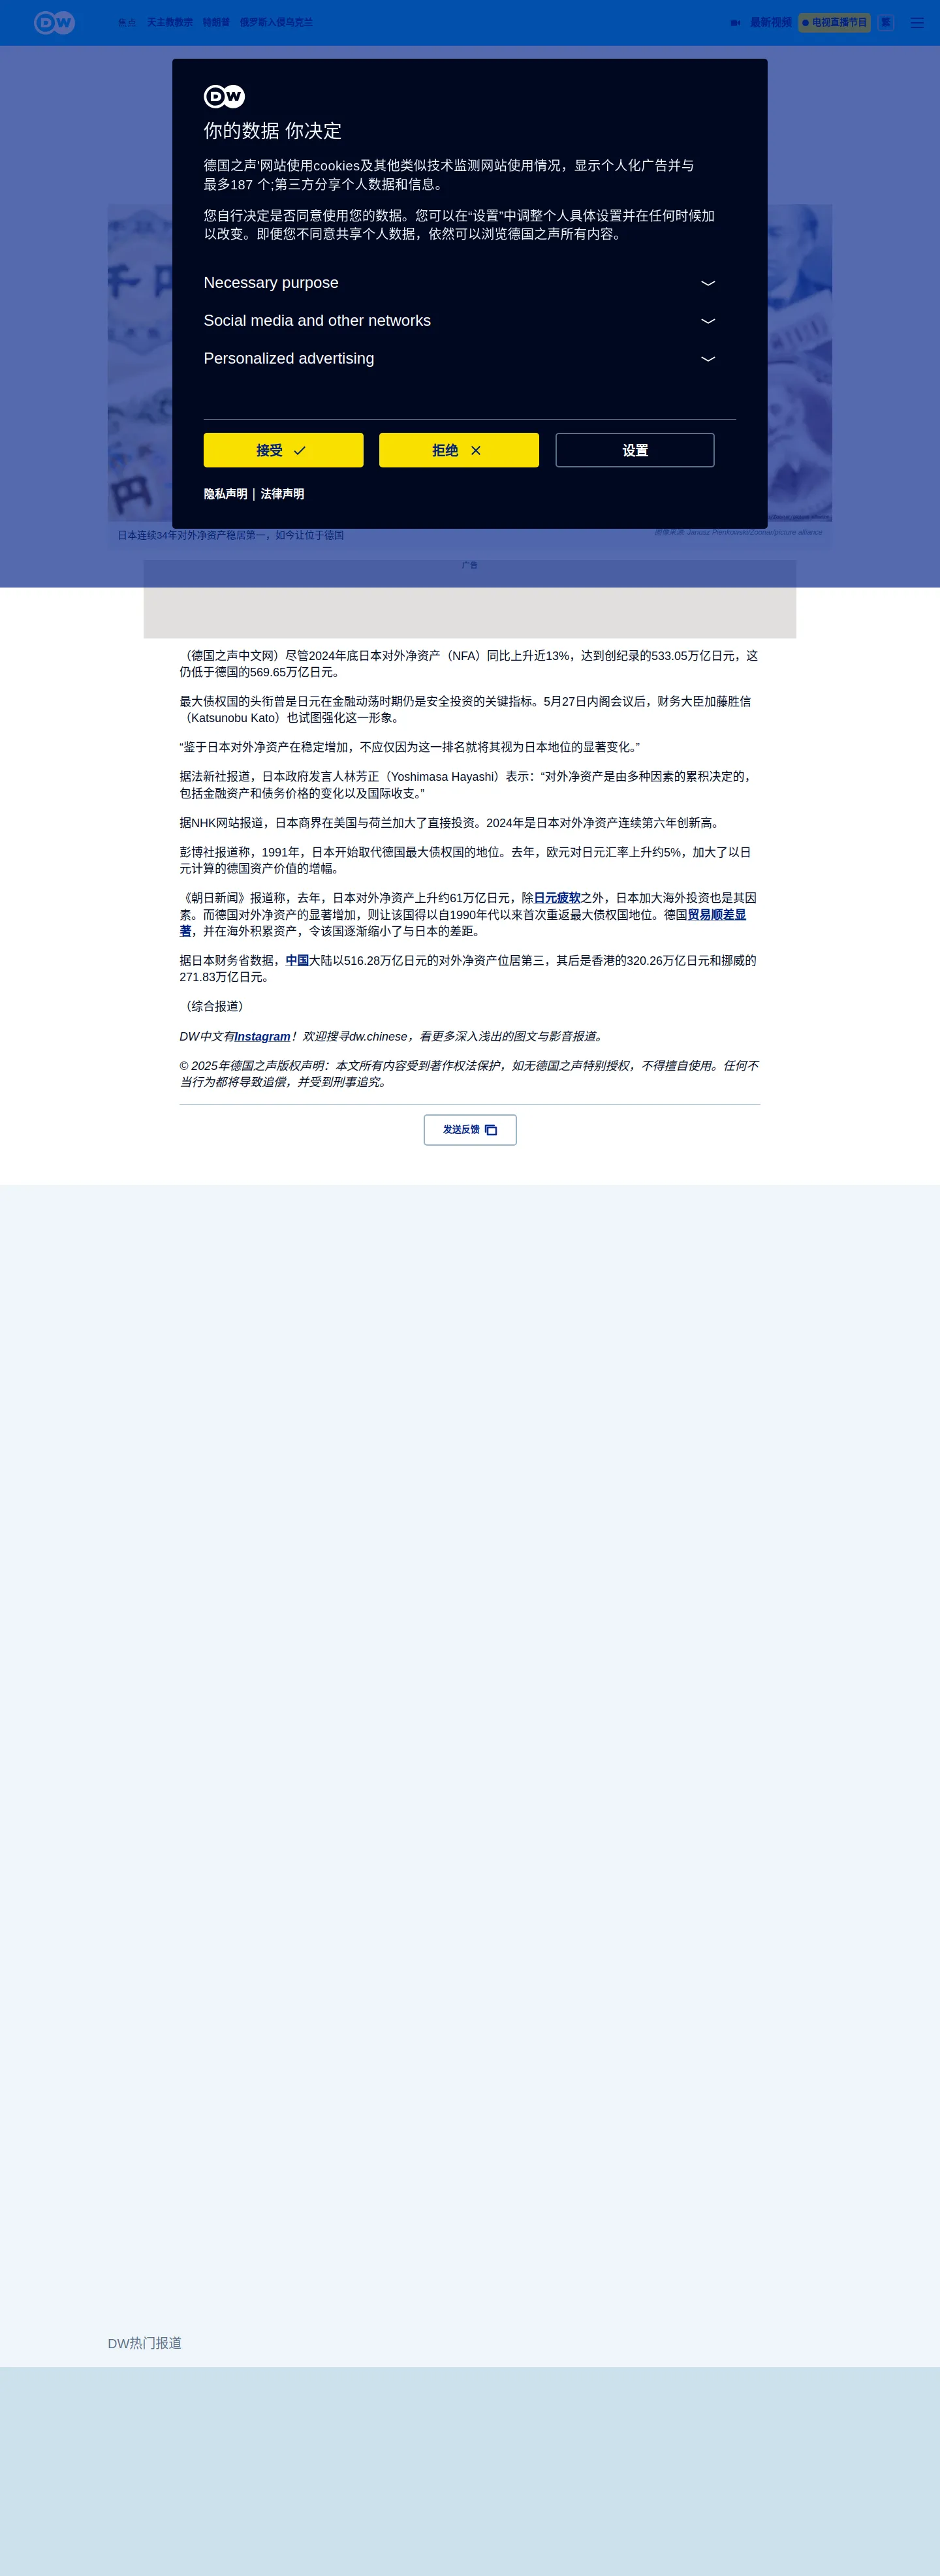 DW
焦点 天主教教宗 特朗普 俄罗斯入侵乌克兰
最新视频 电视直播节目 繁
DW
你的数据 你决定
德国之声'网站使用cookies及其他类似技术监测网站使用情况，显示个人化广告并与
最多187 个;第三方分享个人数据和信息。
您自行决定是否同意使用您的数据。您可以在“设置”中调整个人具体设置并在任何时候加
以改变。即便您不同意共享个人数据，依然可以浏览德国之声所有内容。
Necessary purpose
Social media and other networks
Personalized advertising
接受 拒绝 设置
隐私声明 | 法律声明
日本连续34年对外净资产稳居第一，如今让位于德国
广告
（德国之声中文网）尽管2024年底日本对外净资产（NFA）同比上升近13%，达到创纪录的533.05万亿日元，这
仍低于德国的569.65万亿日元。
最大债权国的头衔曾是日元在金融动荡时期仍是安全投资的关键指标。5月27日内阁会议后，财务大臣加藤胜信
（Katsunobu Kato）也试图强化这一形象。
“鉴于日本对外净资产在稳定增加，不应仅因为这一排名就将其视为日本地位的显著变化。”
据法新社报道，日本政府发言人林芳正（Yoshimasa Hayashi）表示：“对外净资产是由多种因素的累积决定的，
包括金融资产和债务价格的变化以及国际收支。”
据NHK网站报道，日本商界在美国与荷兰加大了直接投资。2024年是日本对外净资产连续第六年创新高。
彭博社报道称，1991年，日本开始取代德国最大债权国的地位。去年，欧元对日元汇率上升约5%，加大了以日
元计算的德国资产价值的增幅。
《朝日新闻》报道称，去年，日本对外净资产上升约61万亿日元，除日元疲软之外，日本加大海外投资也是其因
素。而德国对外净资产的显著增加，则让该国得以自1990年代以来首次重返最大债权国地位。德国贸易顺差显
著，并在海外积累资产，令该国逐渐缩小了与日本的差距。
据日本财务省数据，中国大陆以516.28万亿日元的对外净资产位居第三，其后是香港的320.26万亿日元和挪威的
271.83万亿日元。
（综合报道）
DW中文有Instagram！欢迎搜寻dw.chinese，看更多深入浅出的图文与影音报道。
© 2025年德国之声版权声明：本文所有内容受到著作权法保护，如无德国之声特别授权，不得擅自使用。任何不
当行为都将导致追偿，并受到刑事追究。
发送反馈
DW热门报道